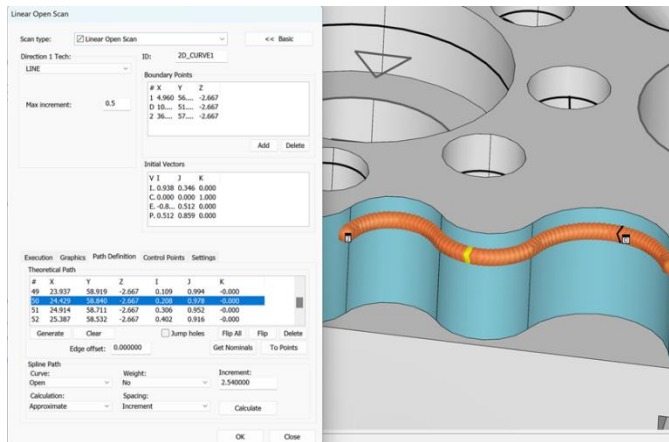 Linear Open Scan
Scan type: Linear Open Scan << Basic
Direction 1 Tech: ID: 2D_CURVE1
LINE
Boundary Points
# X Y Z
1 4.960 56.... -2.667
D 10.... 51.... -2.667
2 36.... 57.... -2.667
Max increment: 0.5
Add Delete
Initial Vectors
V I J K
I. 0.938 0.346 0.000
C. 0.000 0.000 1.000
E. -0.8... 0.512 0.000
P. 0.512 0.859 0.000
Execution Graphics Path Definition Control Points Settings
Theoretical Path
# X Y Z I J K
49 23.937 58.919 -2.667 0.109 0.994 -0.000
50 24.429 58.840 -2.667 0.208 0.978 -0.000
51 24.914 58.711 -2.667 0.306 0.952 -0.000
52 25.387 58.532 -2.667 0.402 0.916 -0.000
Generate Clear Jump holes Flip All Flip Delete
Edge offset: 0.000000 Get Nominals To Points
Spline Path
Curve: Weight: Increment:
Open No 2.540000
Calculation: Spacing:
Approximate Increment Calculate
OK Close
D